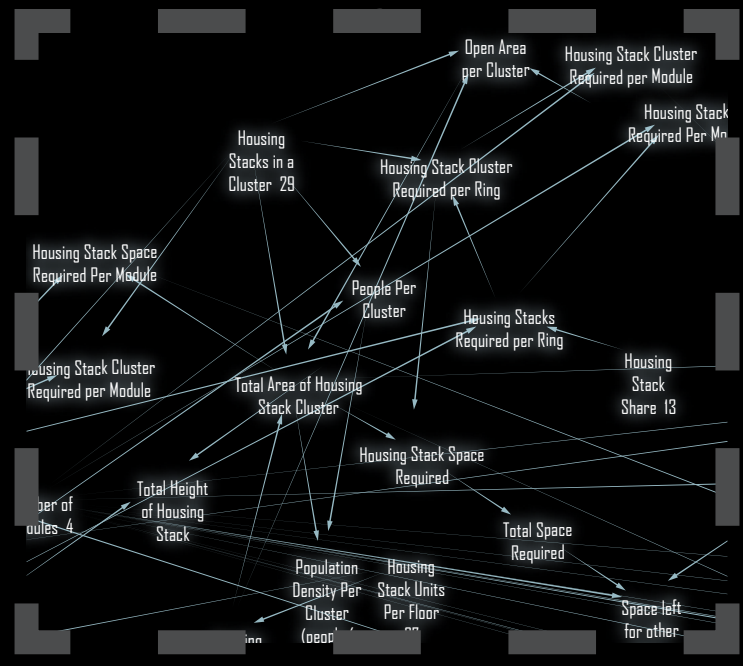 Open Area
per Cluster
Housing Stack Cluster
Required per Module
Housing Stack
Required Per
Housing
Stacks in a
Cluster 29
Housing Stack Cluster
Required per Ring
Housing Stack Space
Required Per Module
People Per
Cluster
Housing Stacks
Required per Ring
Housing Stack Cluster
Required per Module
Housing
Stack
Share 13
Total Area of Housing
Stack Cluster
Housing Stack Space
Required
Total Height
of Housing
Stack
ber of
4
Total Space
Required
Population
Density Per
Cluster
Housing
Stack Units
Per Floor
Space left
for other